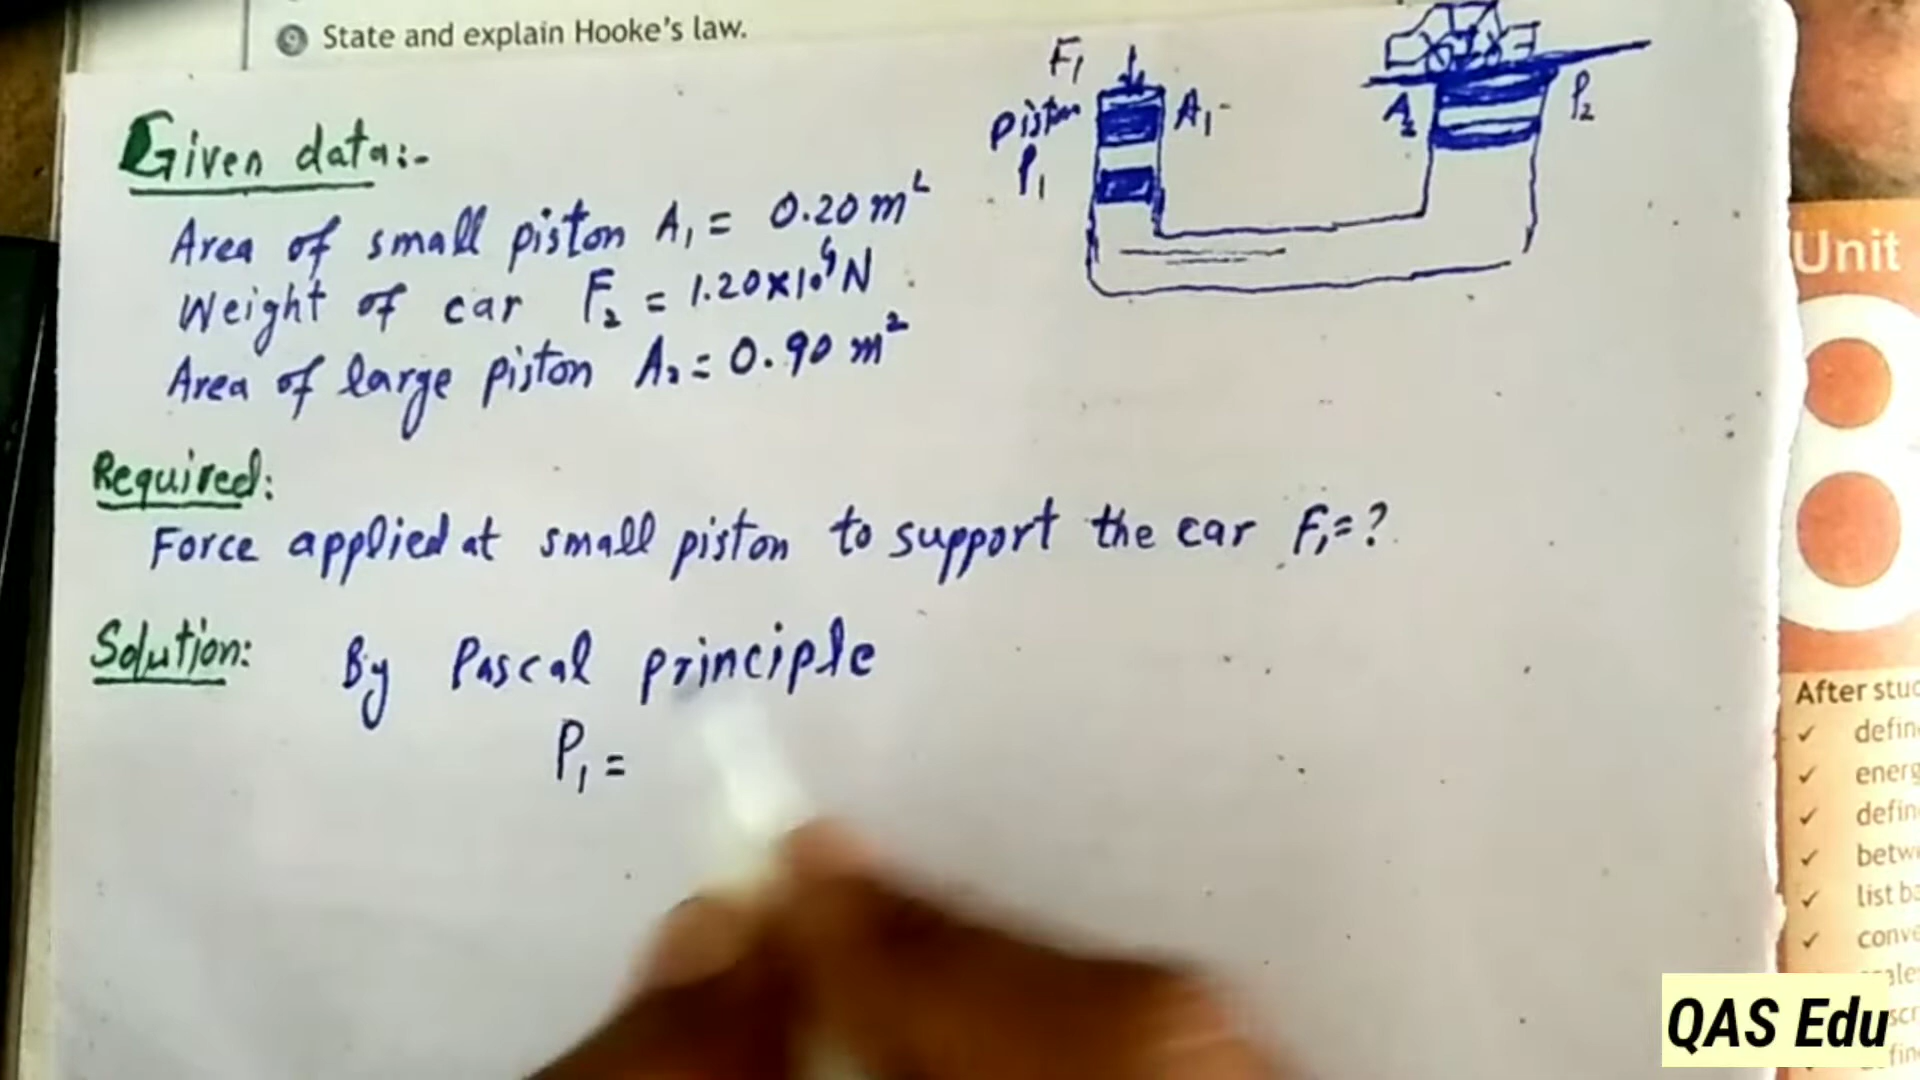 9 State and explain Hooke's law.
Given data:-
Area of small piston A₁ = 0.20 m²
Weight of car F₂ = 1.20×10⁴ N
Area of large piston A₂ = 0.90 m²
F₁
piston
P₁
A₁
A₂
P₂
Required:
Force applied at small piston to support the car F₁=?
Solution: By Pascal principle
P₁ =
Unit
After stud
✓ defin
✓ energ
✓ defin
✓ betw
✓ list ba
✓ conve
QAS Edu